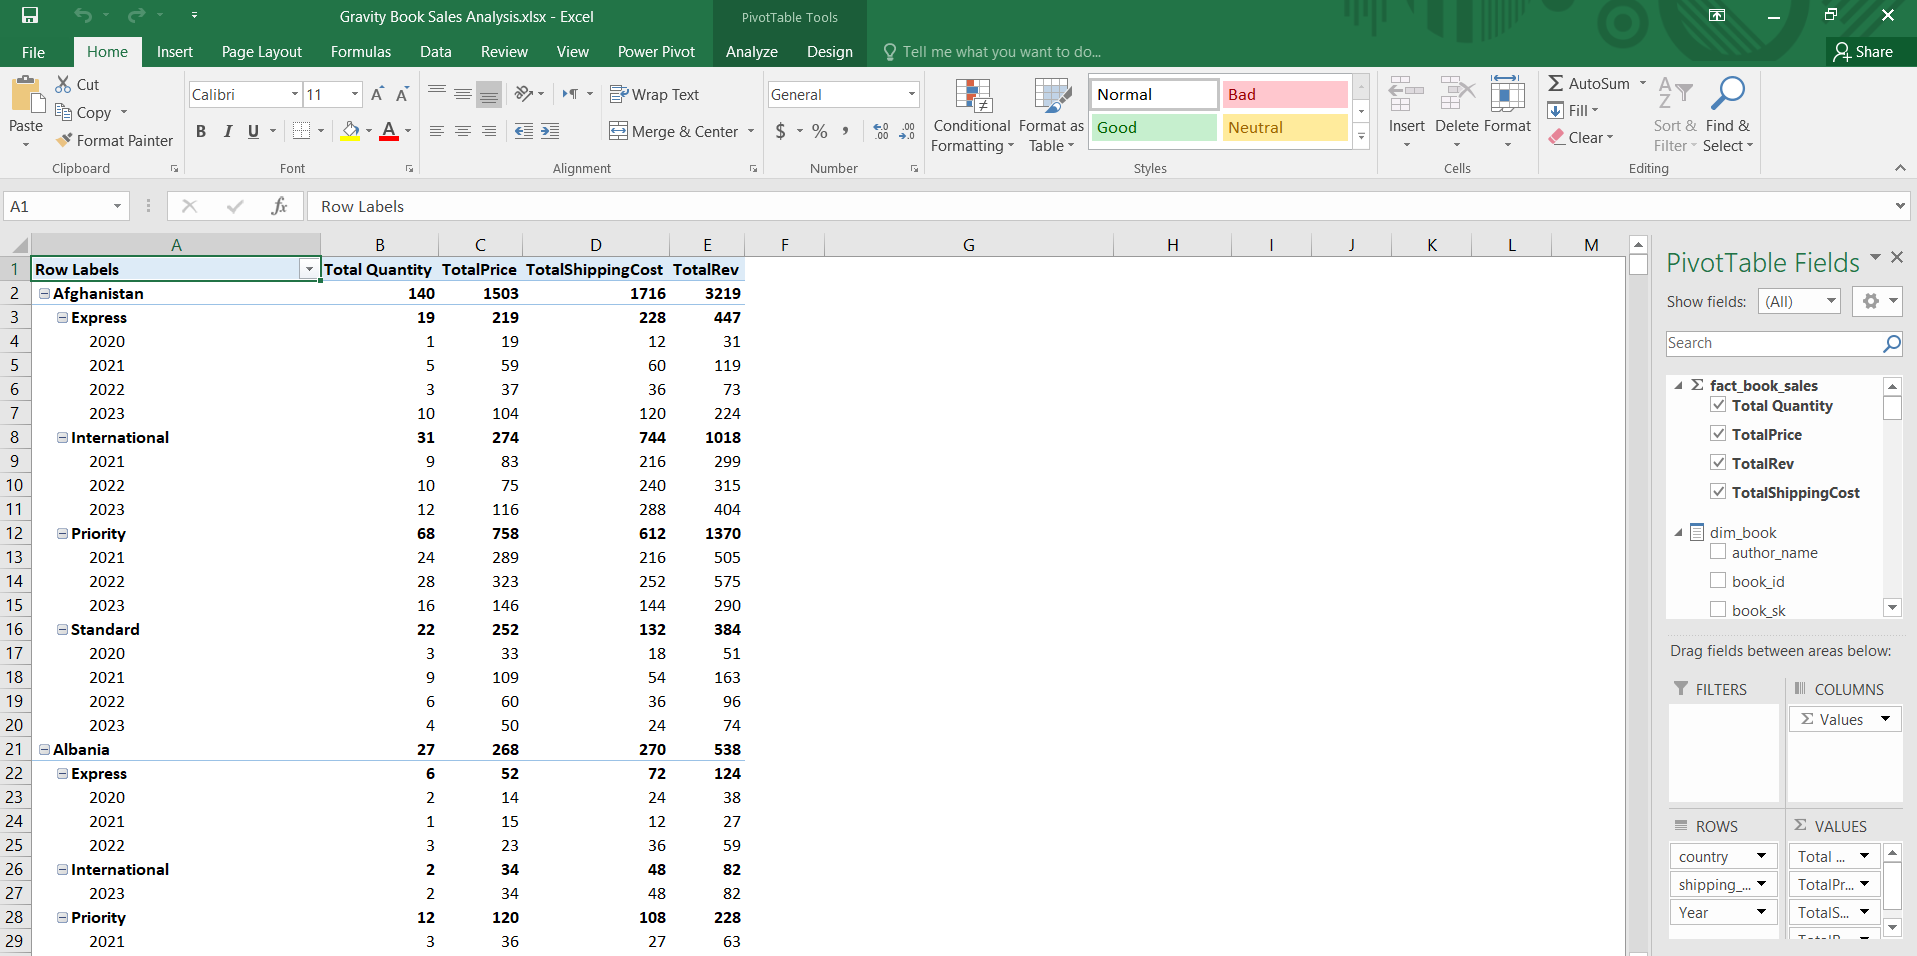 Gravity Book Sales Analysis.xlsx - Excel
PivotTable Tools
File Home Insert Page Layout Formulas Data Review View Power Pivot Analyze Design Tell me what you want to do... Share
Paste
Cut
Copy
Format Painter
Clipboard
Calibri 11
B I U A
Font
Wrap Text
Merge & Center
Alignment
General
$ % ,
Number
Conditional Formatting
Format as Table
Normal Bad
Good Neutral
Styles
Insert Delete Format
Cells
AutoSum
Fill
Clear
Sort & Filter
Find & Select
Editing
A1 fx Row Labels
A B C D E F G H I J K L M
1 Row Labels Total Quantity TotalPrice TotalShippingCost TotalRev
2 Afghanistan 140 1503 1716 3219
3 Express 19 219 228 447
4 2020 1 19 12 31
5 2021 5 59 60 119
6 2022 3 37 36 73
7 2023 10 104 120 224
8 International 31 274 744 1018
9 2021 9 83 216 299
10 2022 10 75 240 315
11 2023 12 116 288 404
12 Priority 68 758 612 1370
13 2021 24 289 216 505
14 2022 28 323 252 575
15 2023 16 146 144 290
16 Standard 22 252 132 384
17 2020 3 33 18 51
18 2021 9 109 54 163
19 2022 6 60 36 96
20 2023 4 50 24 74
21 Albania 27 268 270 538
22 Express 6 52 72 124
23 2020 2 14 24 38
24 2021 1 15 12 27
25 2022 3 23 36 59
26 International 2 34 48 82
27 2023 2 34 48 82
28 Priority 12 120 108 228
29 2021 3 36 27 63
PivotTable Fields
Show fields: (All)
Search
Σ fact_book_sales
Total Quantity
TotalPrice
TotalRev
TotalShippingCost
dim_book
author_name
book_id
book_sk
Drag fields between areas below:
FILTERS
COLUMNS
Σ Values
ROWS
country
shipping_...
Year
Σ VALUES
Total ...
TotalPr...
TotalS...